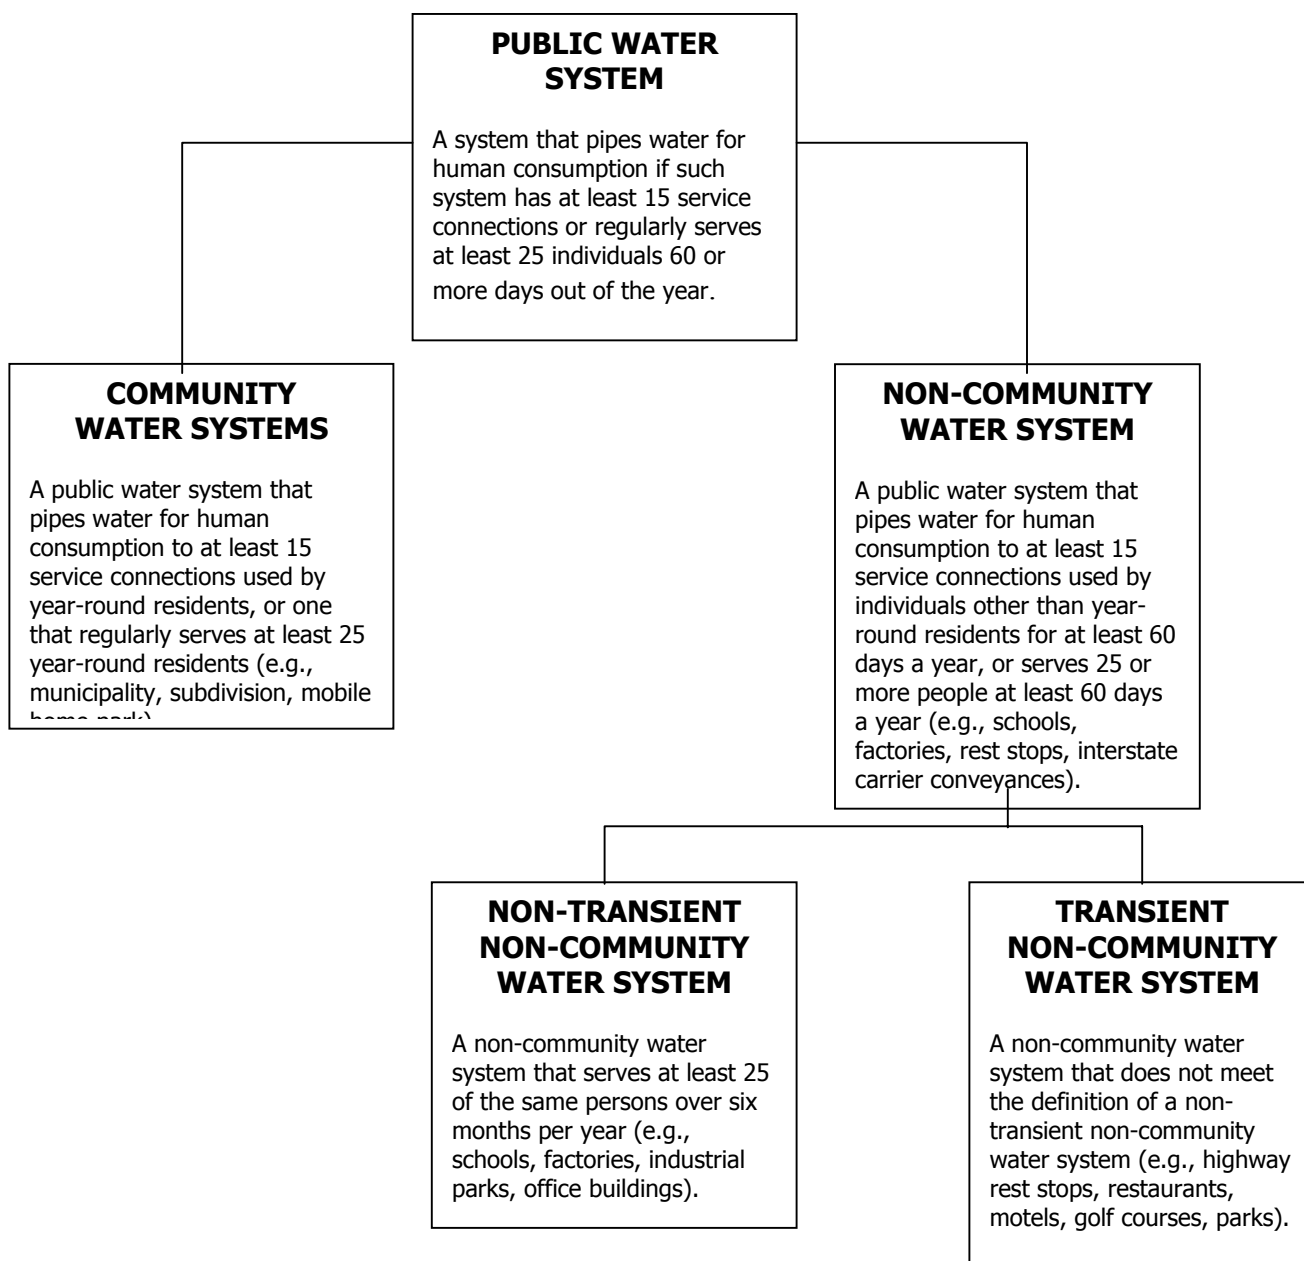 PUBLIC WATER
SYSTEM
A system that pipes water for
human consumption if such
system has at least 15 service
connections or regularly serves
at least 25 individuals 60 or
more days out of the year.
COMMUNITY
WATER SYSTEMS
A public water system that
pipes water for human
consumption to at least 15
service connections used by
year-round residents, or one
that regularly serves at least 25
year-round residents (e.g.,
municipality, subdivision, mobile
home park)
NON-COMMUNITY
WATER SYSTEM
A public water system that
pipes water for human
consumption to at least 15
service connections used by
individuals other than year-
round residents for at least 60
days a year, or serves 25 or
more people at least 60 days
a year (e.g., schools,
factories, rest stops, interstate
carrier conveyances).
NON-TRANSIENT
NON-COMMUNITY
WATER SYSTEM
A non-community water
system that serves at least 25
of the same persons over six
months per year (e.g.,
schools, factories, industrial
parks, office buildings).
TRANSIENT
NON-COMMUNITY
WATER SYSTEM
A non-community water
system that does not meet
the definition of a non-
transient non-community
water system (e.g., highway
rest stops, restaurants,
motels, golf courses, parks).